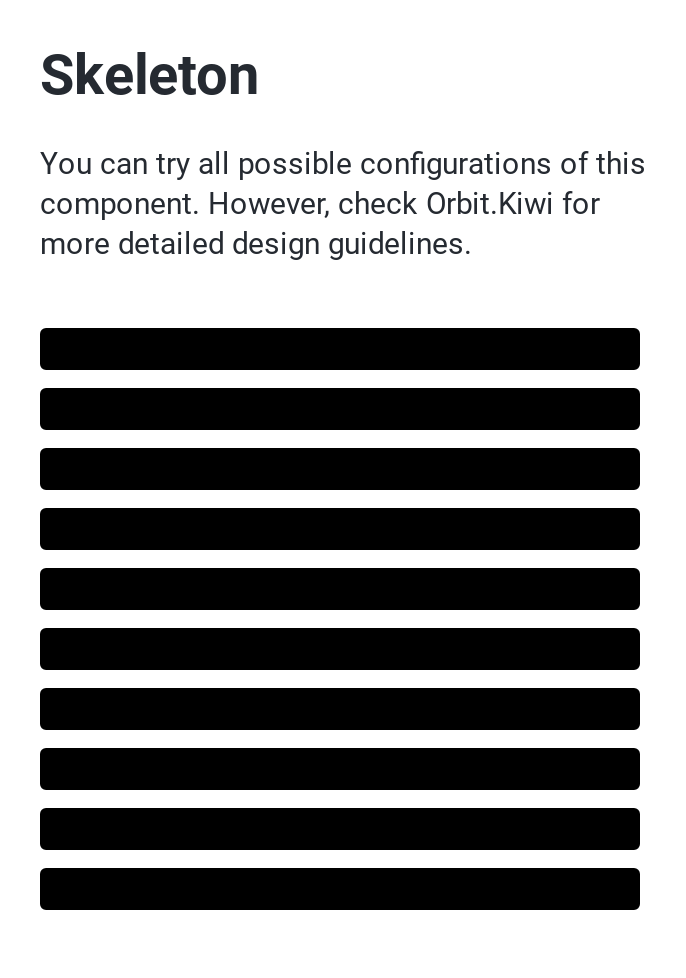 Skeleton
You can try all possible configurations of this
component. However, check Orbit.Kiwi for
more detailed design guidelines.